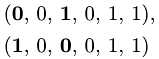 (0, 0, 1, 0, 1, 1),
(1, 0, 0, 0, 1, 1)